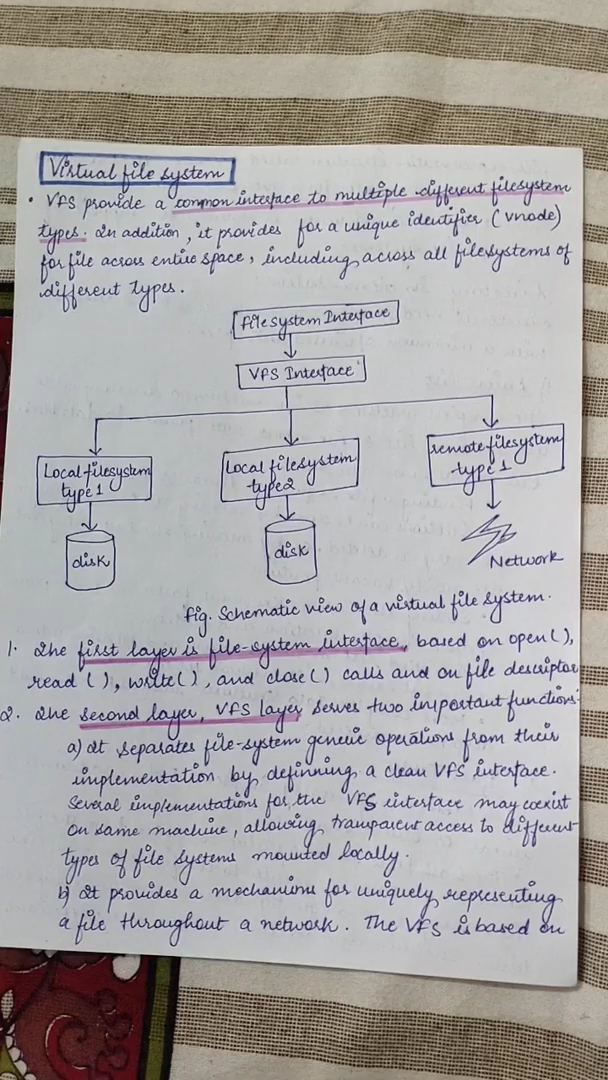 Virtual file system
• VFS provide a common interface to multiple different filesystem
types. In addition, it provides for a unique identifier (vnode)
for file across entire space, including across all filesystems of
different types.
File system Interface
VFS Interface
Local filesystem
type 1
Local filesystem
type 2
remote filesystem
type 1
disk
disk
Network
fig. Schematic view of a virtual file system.
1. The first layer is file-system interface, based on open(),
read(), write(), and close() calls and on file descriptor
2. The second layer, VFS layer serves two important functions:
a) It separates file-system generic operations from their
implementation by definning a clean VFS interface.
Several implementations for the VFS interface may coexist
on same machine, allowing transparent access to different
types of file systems mounted locally.
b) It provides a mechanism for uniquely representing
a file throughout a network. The VFS is based on